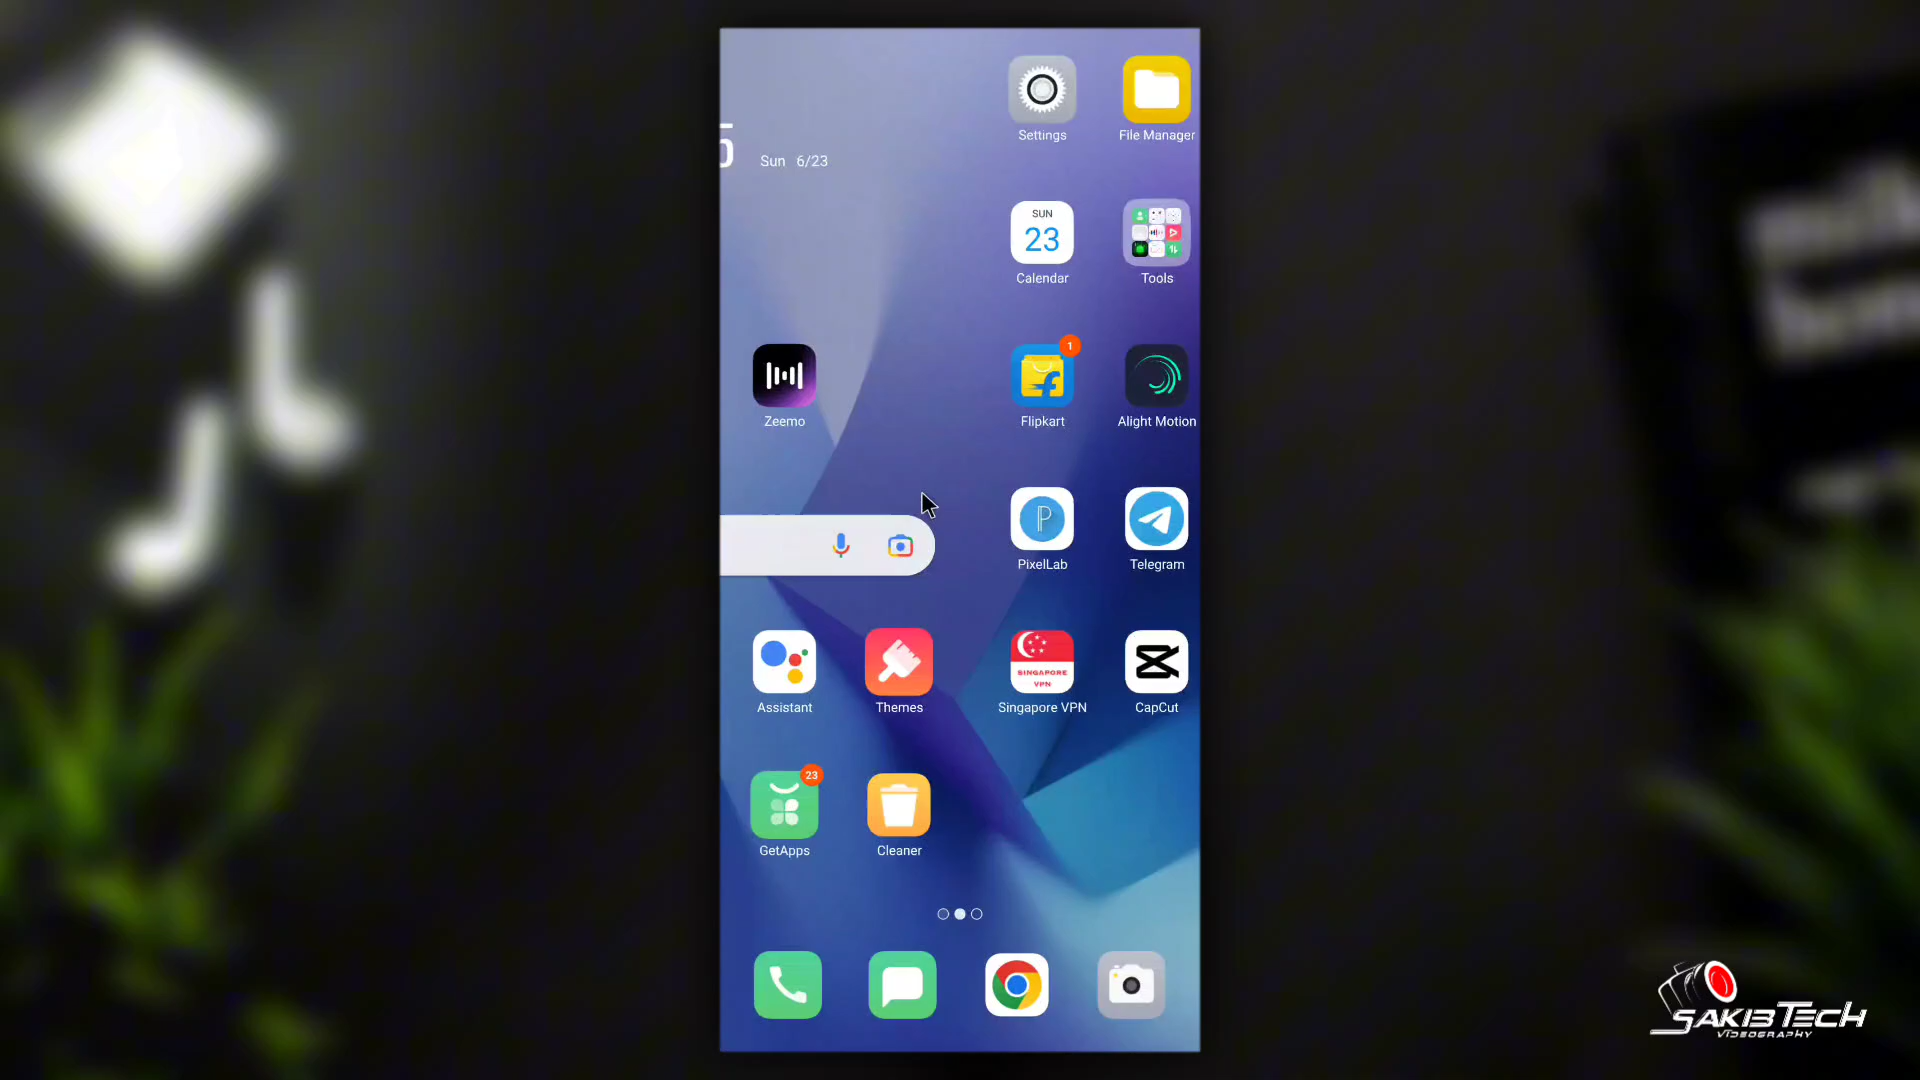 Settings
File Manager
Sun 6/23
SUN
23
Calendar
Tools
1
Zeemo
Flipkart
Alight Motion
PixelLab
Telegram
SINGAPORE
VPN
Assistant
Themes
Singapore VPN
CapCut
23
GetApps
Cleaner
SAKIBTECH
VIDEOGRAPHY